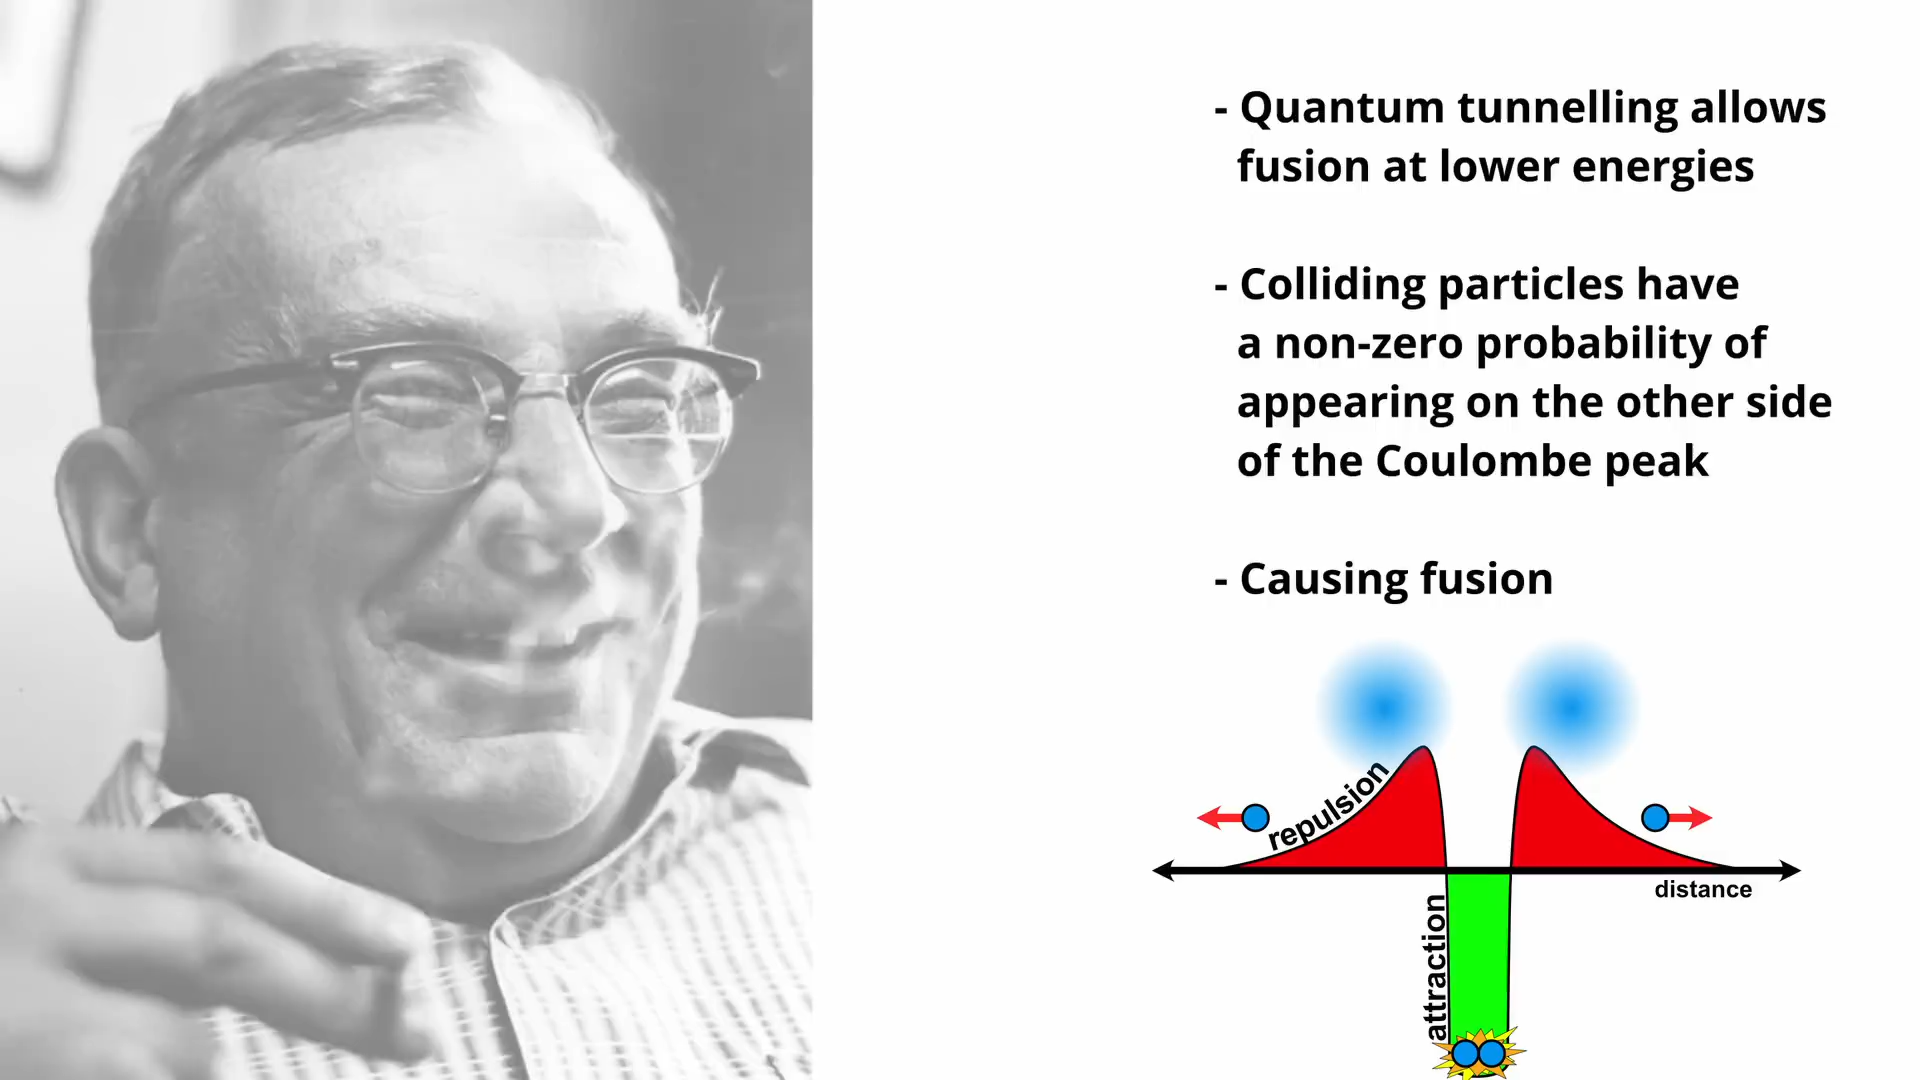 - Quantum tunnelling allows
fusion at lower energies
- Colliding particles have
a non-zero probability of
appearing on the other side
of the Coulombe peak
- Causing fusion
repulsion
distance
attraction